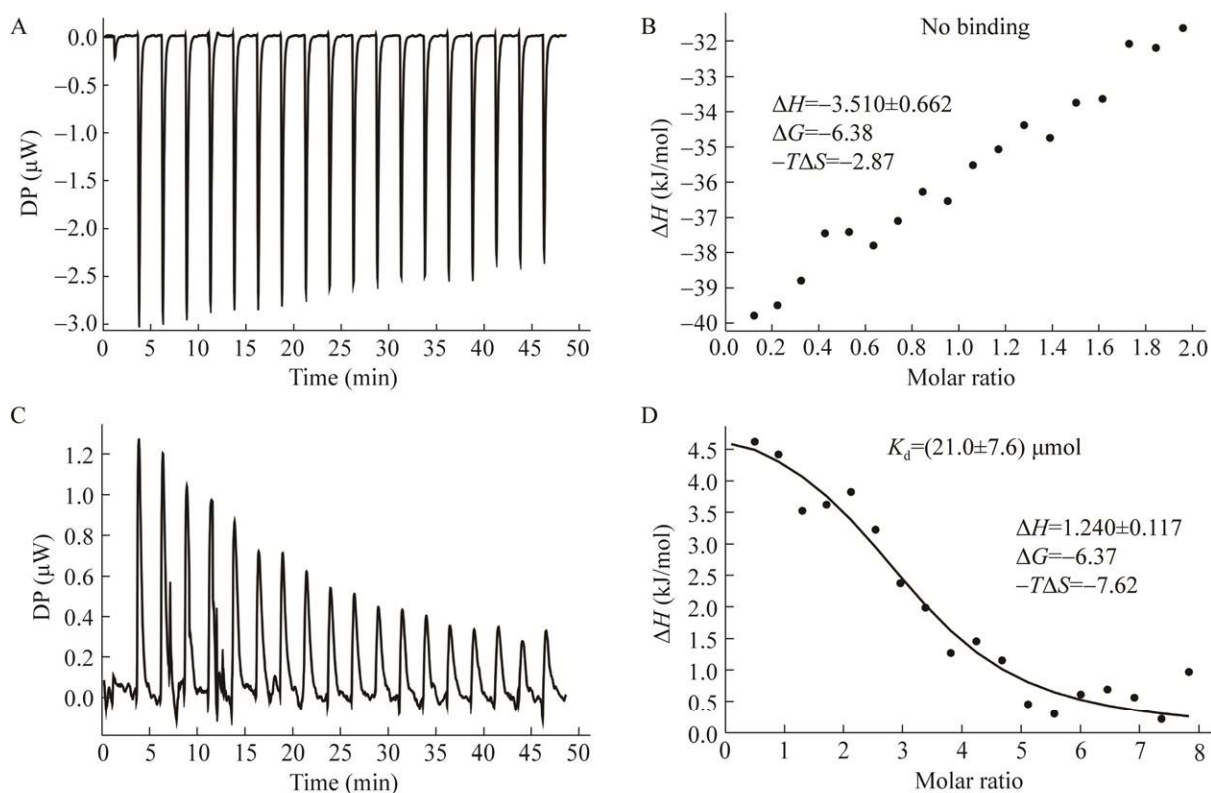 A
0.0
−0.5
−1.0
−1.5
−2.0
−2.5
−3.0
DP (μW)
0 5 10 15 20 25 30 35 40 45 50
Time (min)
B
No binding
ΔH=−3.510±0.662
ΔG=−6.38
−TΔS=−2.87
−32
−33
−34
−35
−36
−37
−38
−39
−40
ΔH (kJ/mol)
0.2 0.4 0.6 0.8 1.0 1.2 1.4 1.6 1.8 2.0
Molar ratio
C
1.2
1.0
0.8
0.6
0.4
0.2
0.0
DP (μW)
0 5 10 15 20 25 30 35 40 45 50
Time (min)
D
Kd=(21.0±7.6) μmol
ΔH=1.240±0.117
ΔG=−6.37
−TΔS=−7.62
4.5
4.0
3.5
3.0
2.5
2.0
1.5
1.0
0.5
0.0
ΔH (kJ/mol)
0 1 2 3 4 5 6 7 8
Molar ratio